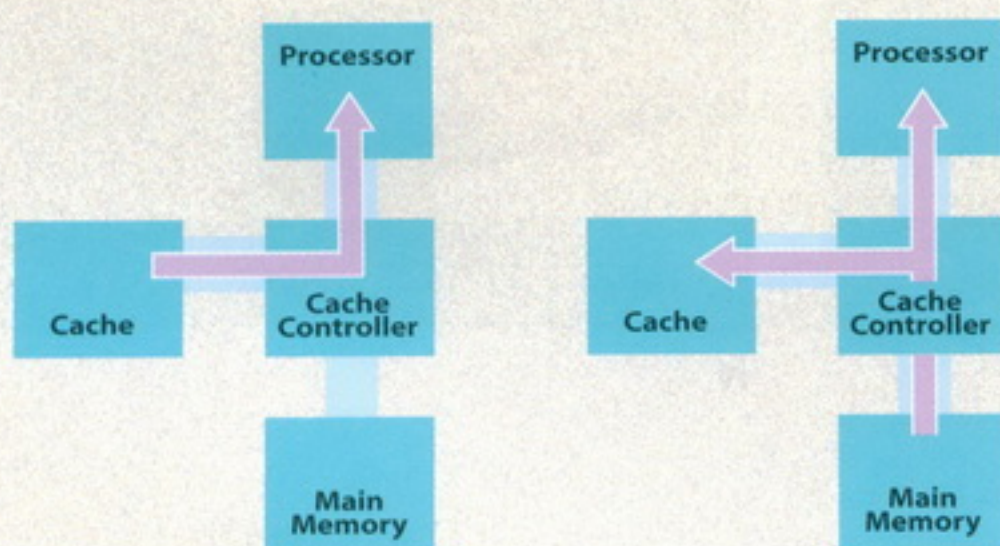 Processor
Processor
Cache
Cache
Controller
Cache
Cache
Controller
Main
Memory
Main
Memory